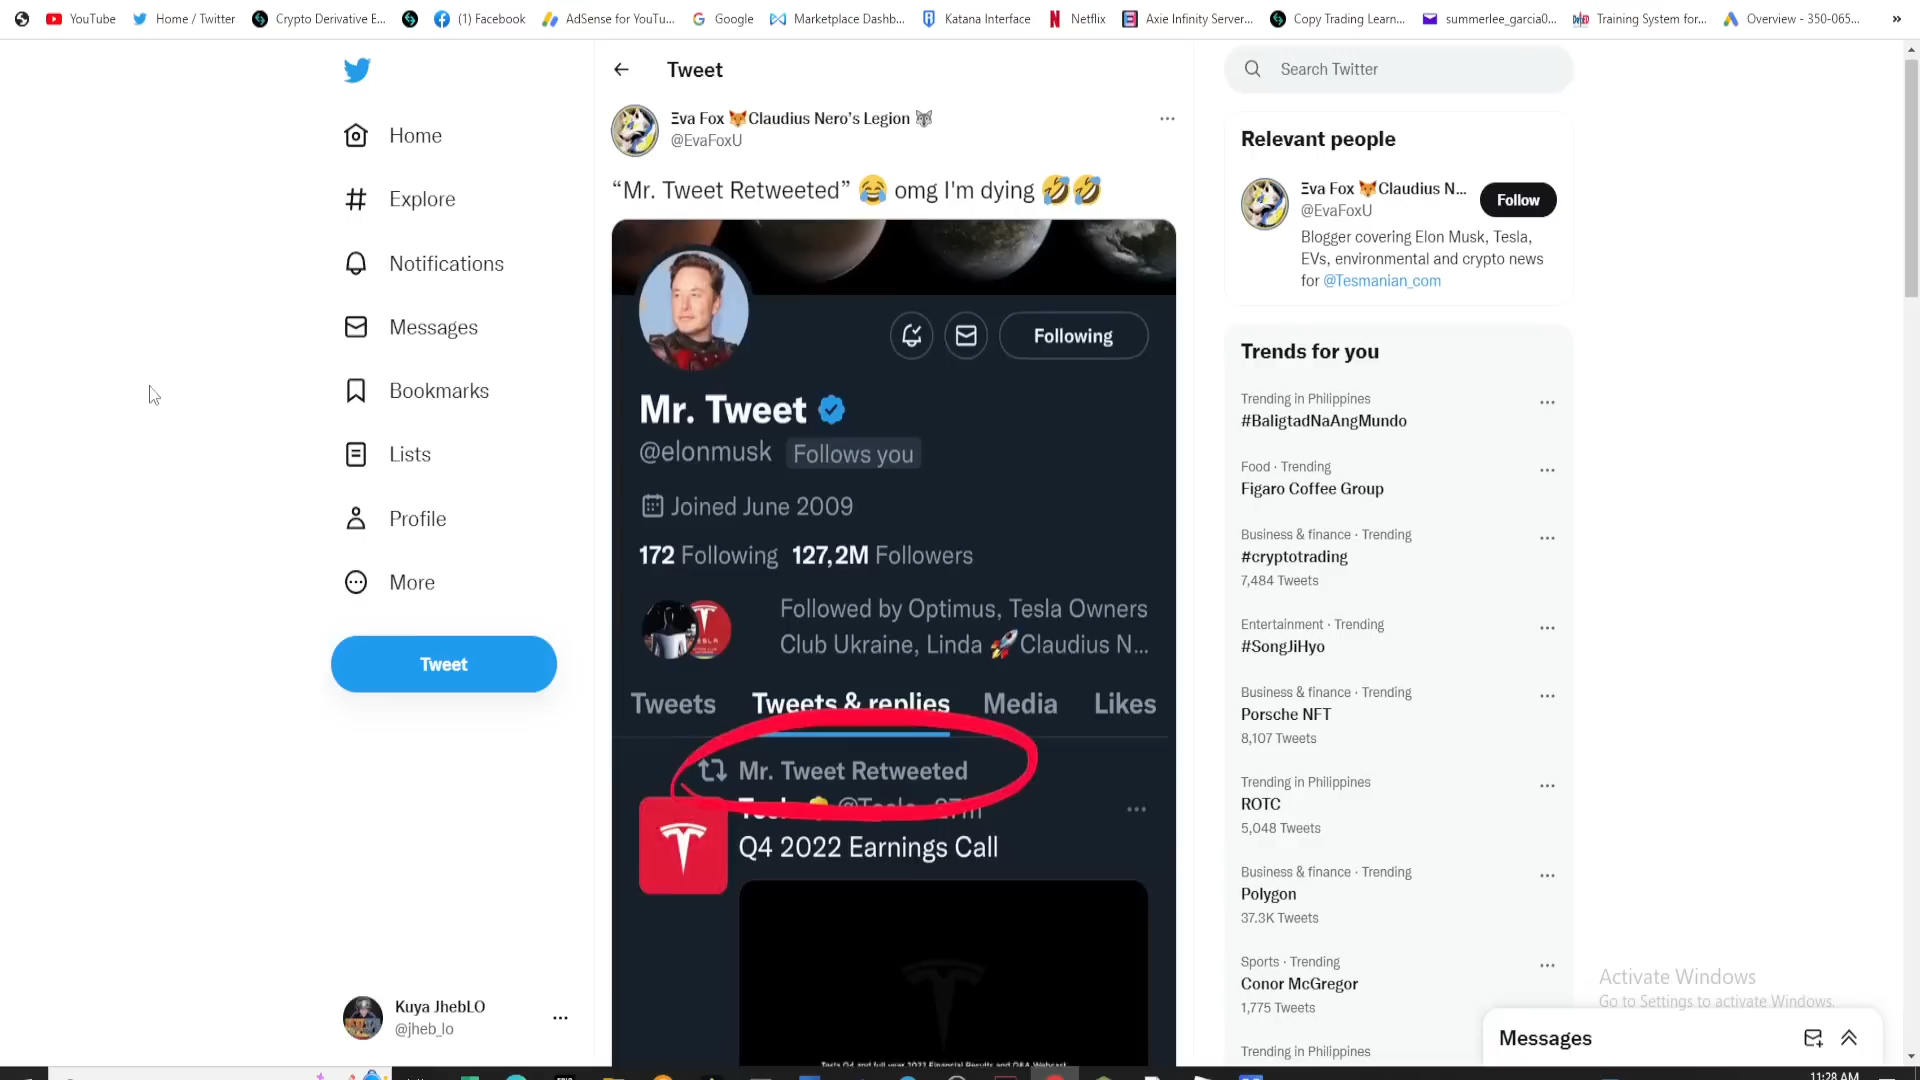 YouTube
Home / Twitter
Crypto Derivative E...
(1) Facebook
AdSense for YouTu...
Google
Marketplace Dashb...
Katana Interface
Netflix
Axie Infinity Server...
Copy Trading Learn...
summerlee_garcia0...
Training System for...
Overview - 350-065...
Home
Explore
Notifications
Messages
Bookmarks
Lists
Profile
More
Tweet
Kuya JhebLO
@jheb_lo
Tweet
Ξva Fox 🦊Claudius Nero's Legion 🐺
@EvaFoxU
“Mr. Tweet Retweeted” 😂 omg I'm dying 🤣🤣
Following
Mr. Tweet
@elonmusk Follows you
Joined June 2009
172 Following 127,2M Followers
Followed by Optimus, Tesla Owners
Club Ukraine, Linda 🚀Claudius N...
Tweets Tweets & replies Media Likes
Mr. Tweet Retweeted
Tesla @Tesla · 27m
Q4 2022 Earnings Call
Search Twitter
Relevant people
Ξva Fox 🦊Claudius N...
@EvaFoxU
Follow
Blogger covering Elon Musk, Tesla,
EVs, environmental and crypto news
for @Tesmanian_com
Trends for you
Trending in Philippines
#BaligtadNaAngMundo
Food · Trending
Figaro Coffee Group
Business & finance · Trending
#cryptotrading
7,484 Tweets
Entertainment · Trending
#SongJiHyo
Business & finance · Trending
Porsche NFT
8,107 Tweets
Trending in Philippines
ROTC
5,048 Tweets
Business & finance · Trending
Polygon
37.3K Tweets
Sports · Trending
Conor McGregor
1,775 Tweets
Trending in Philippines
Activate Windows
Go to Settings to activate Windows.
Messages
11:28 AM